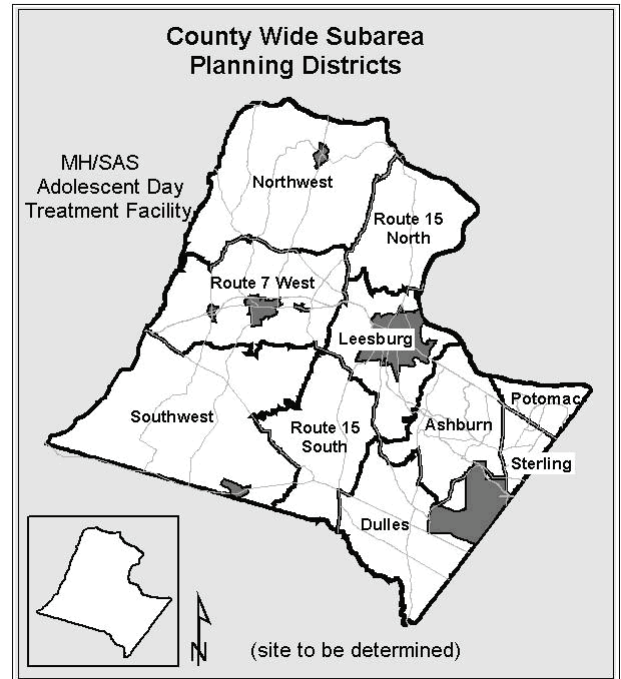 County Wide Subarea
Planning Districts
MH/SAS
Adolescent Day
Treatment Facility
Northwest
Route 15
North
Route 7 West
Leesburg
Potomac
Southwest
Route 15
South
Ashburn
Sterling
Dulles
N
(site to be determined)